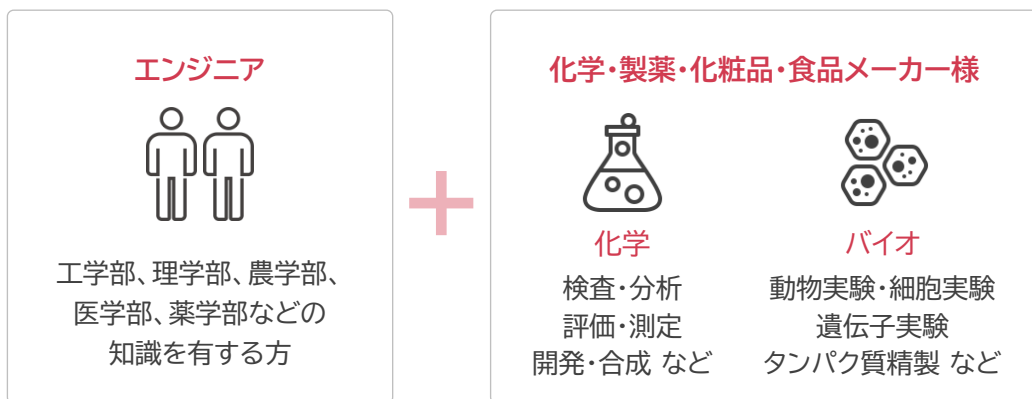 エンジニア
工学部、理学部、農学部、
医学部、薬学部などの
知識を有する方
化学・製薬・化粧品・食品メーカー様
化学
検査・分析
評価・測定
開発・合成 など
バイオ
動物実験・細胞実験
遺伝子実験
タンパク質精製 など